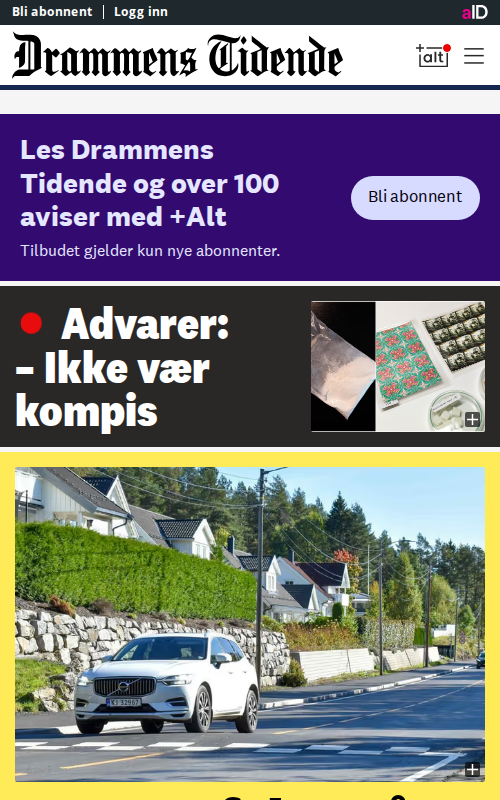 Bli abonnent | Logg inn
aID
Drammens Tidende
+alt
Les Drammens
Tidende og over 100
aviser med +Alt
Bli abonnent
Tilbudet gjelder kun nye abonnenter.
Advarer:
– Ikke vær
kompis